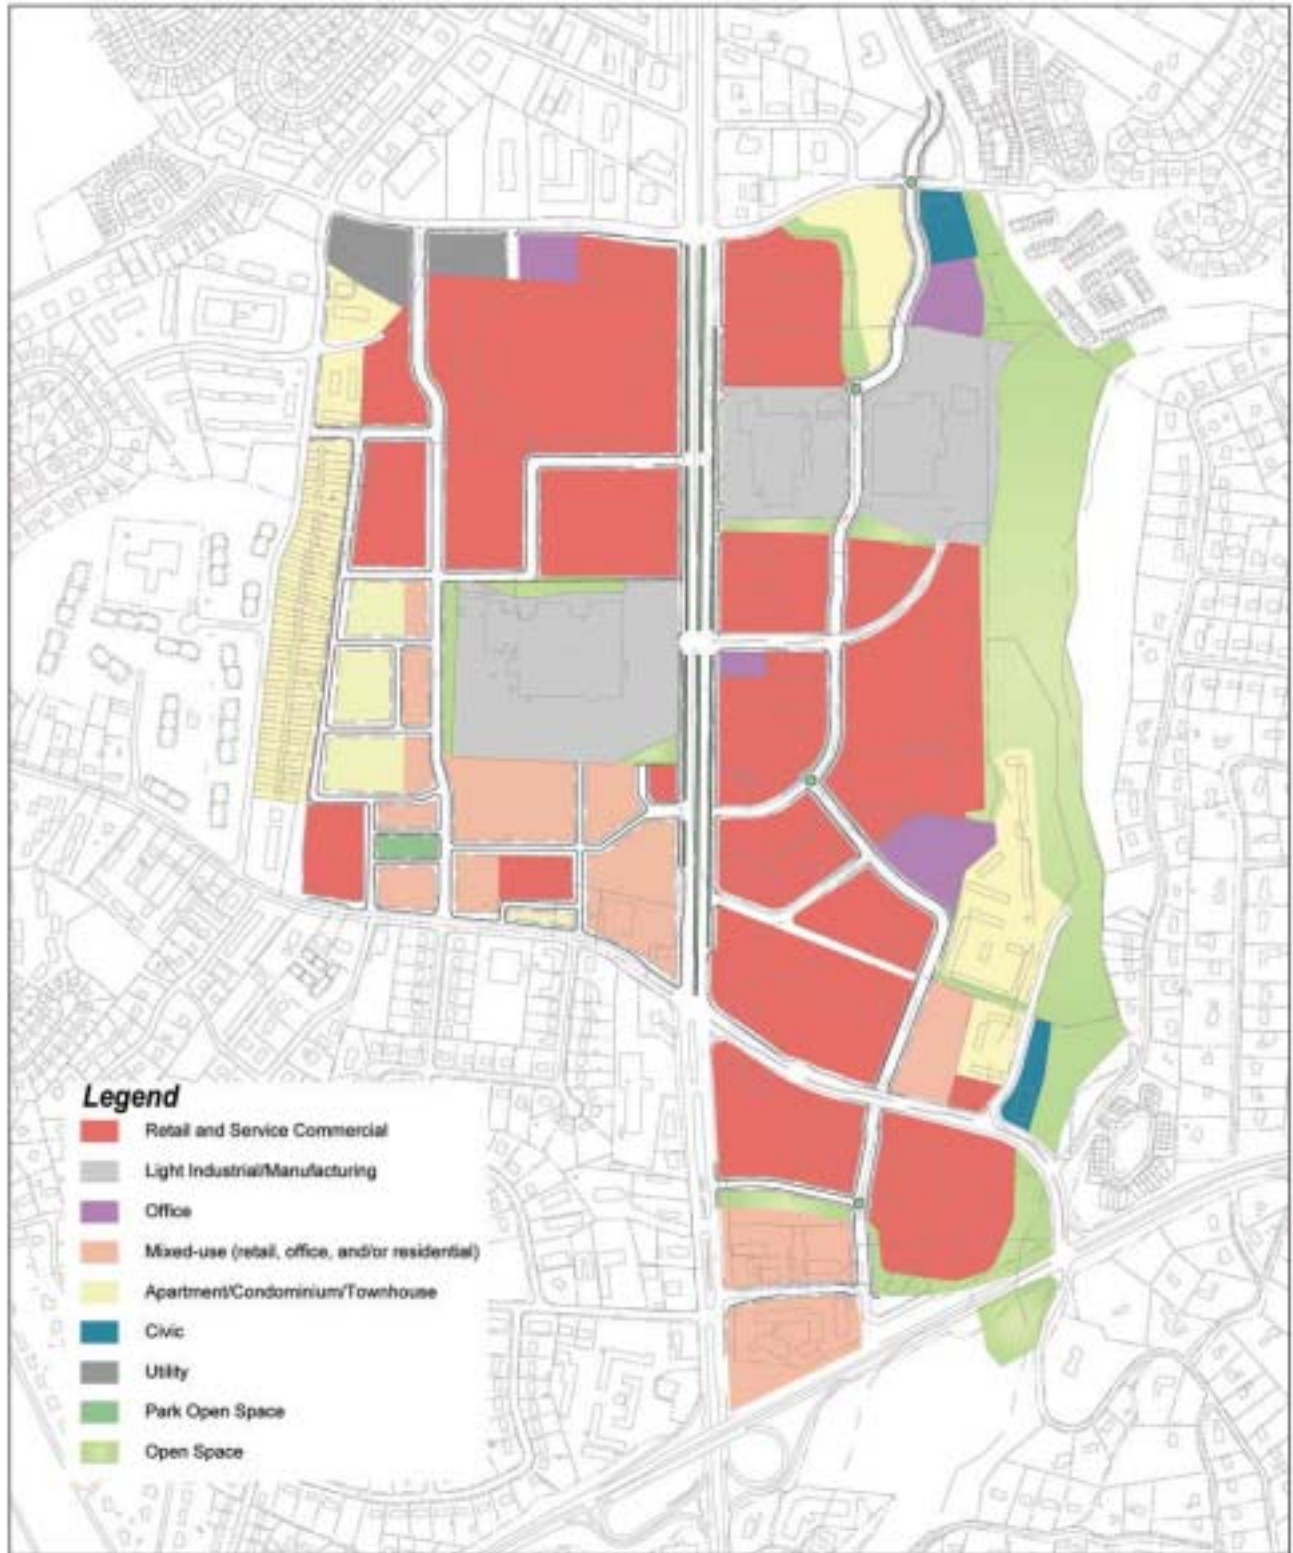 Legend
Retail and Service Commercial
Light Industrial/Manufacturing
Office
Mixed-use (retail, office, and/or residential)
Apartment/Condominium/Townhouse
Civic
Utility
Park Open Space
Open Space